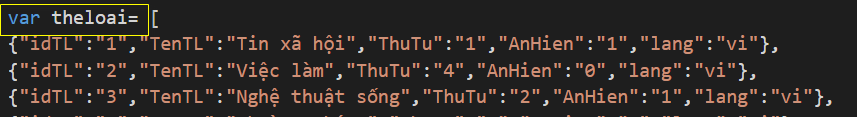 var theloai= [
{"idTL":"1","TenTL":"Tin xã hội","ThuTu":"1","AnHien":"1","lang":"vi"},
{"idTL":"2","TenTL":"Việc làm","ThuTu":"4","AnHien":"0","lang":"vi"},
{"idTL":"3","TenTL":"Nghệ thuật sống","ThuTu":"2","AnHien":"1","lang":"vi"},